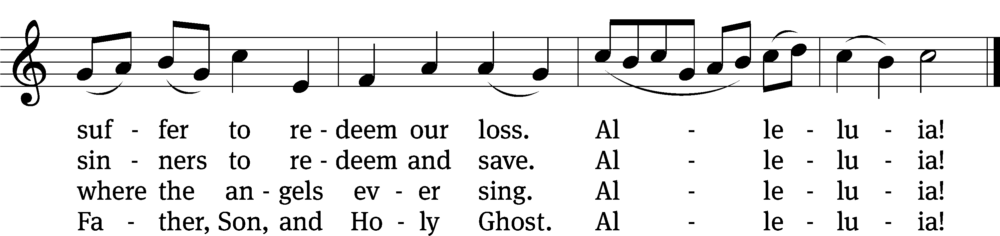 suf - fer to re - deem our loss. Al - le - lu - ia!
sin - ners to re - deem and save. Al - le - lu - ia!
where the an - gels ev - er sing. Al - le - lu - ia!
Fa - ther, Son, and Ho - ly Ghost. Al - le - lu - ia!